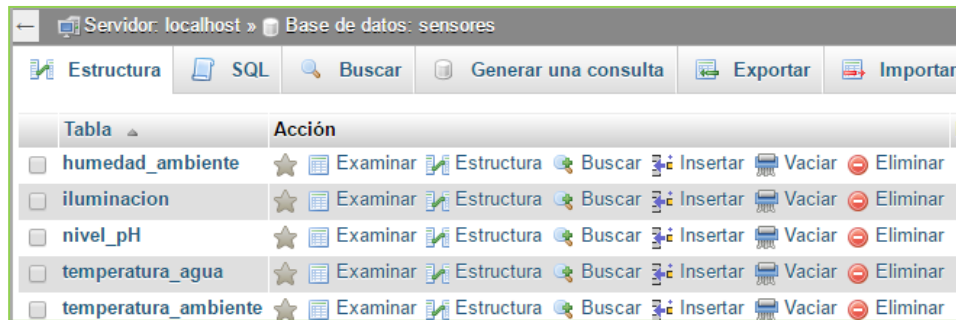 ← Servidor: localhost » Base de datos: sensores
Estructura SQL Buscar Generar una consulta Exportar Importar
Tabla Acción
humedad_ambiente Examinar Estructura Buscar Insertar Vaciar Eliminar
iluminacion Examinar Estructura Buscar Insertar Vaciar Eliminar
nivel_pH Examinar Estructura Buscar Insertar Vaciar Eliminar
temperatura_agua Examinar Estructura Buscar Insertar Vaciar Eliminar
temperatura_ambiente Examinar Estructura Buscar Insertar Vaciar Eliminar